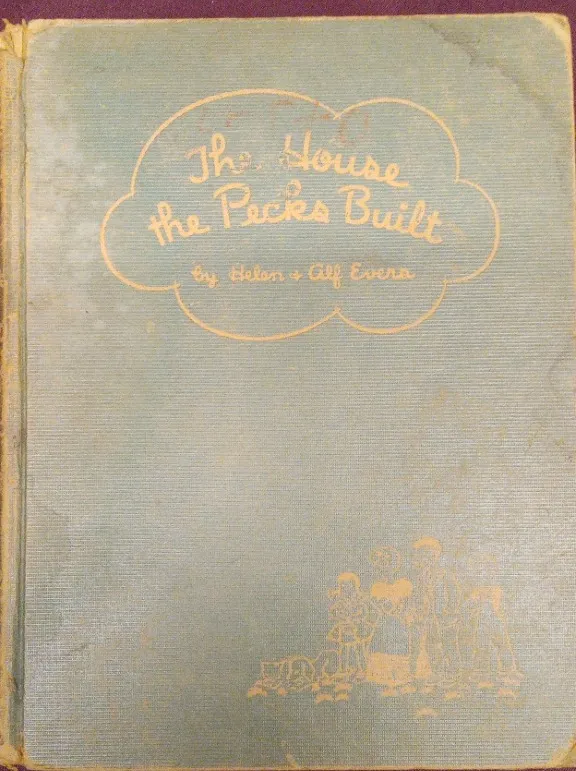 The House
the Pecks Built
by Helen + Alf Evers